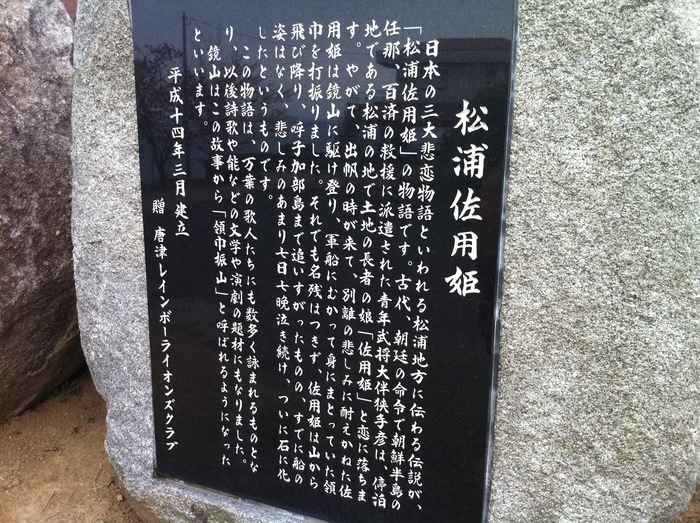 松浦佐用姫
日本の三大悲恋物語といわれる松浦地方に伝わる伝説が、
「松浦佐用姫」の物語です。古代、朝廷の命令で朝鮮半島の
任那、百済の救援に派遣された青年武将大伴狭手彦は、停泊
地である松浦の地で土地の長者の娘「佐用姫」と恋に落ちま
す。やがて、出帆の時が来て、別離の悲しみに耐えかねた佐
用姫は鏡山に駆け登り、軍船にむかって身にまとっていた領
巾を打振りました。それでも名残はつきず、佐用姫は山から
飛び降り、呼子加部島まで追いすがったものの、すでに船の
姿はなく、悲しみのあまり七日七晩泣き続け、ついに石に化
したというものです。
この物語は、万葉の歌人たちにも数多く詠まれるものとな
り、以後詩歌や能などの文学や演劇の題材にもなりました。
鏡山はこの故事から「領巾振山」と呼ばれるようになった
といいます。
平成十四年三月建立
贈 唐津レインボーライオンズクラブ